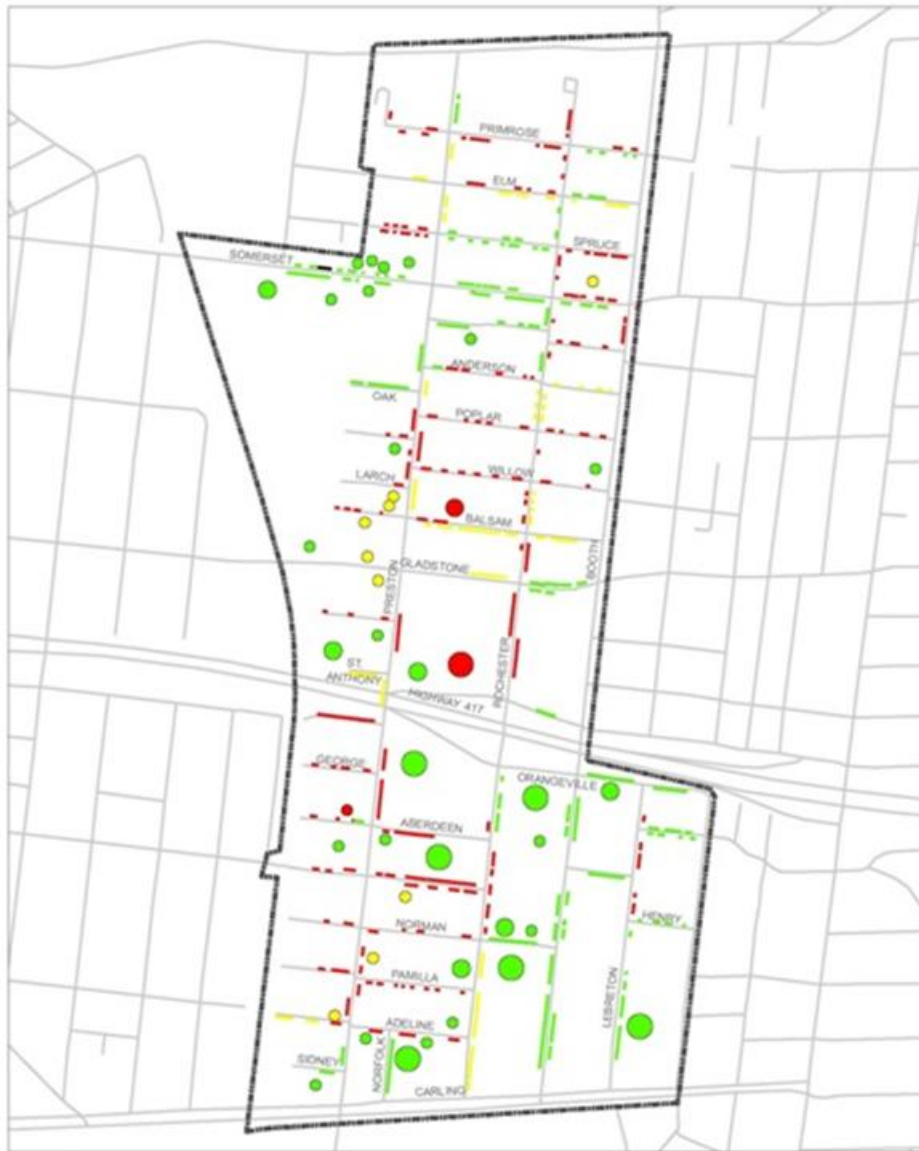 PRIMROSE
ELM
SPRUCE
SOMERSET
ANDERSON
OAK
POPLAR
WILLOW
LARCH
BALSAM
BOOTH
GLADSTONE
PRESTON
ROCHESTER
ST.
ANTHONY
HIGHWAY 417
GEORGE
ORANGEVILLE
ABERDEEN
NORMAN
HENRY
PAMILLA
LEBRETON
ADELINE
SIDNEY
NORFOLK
CARLING